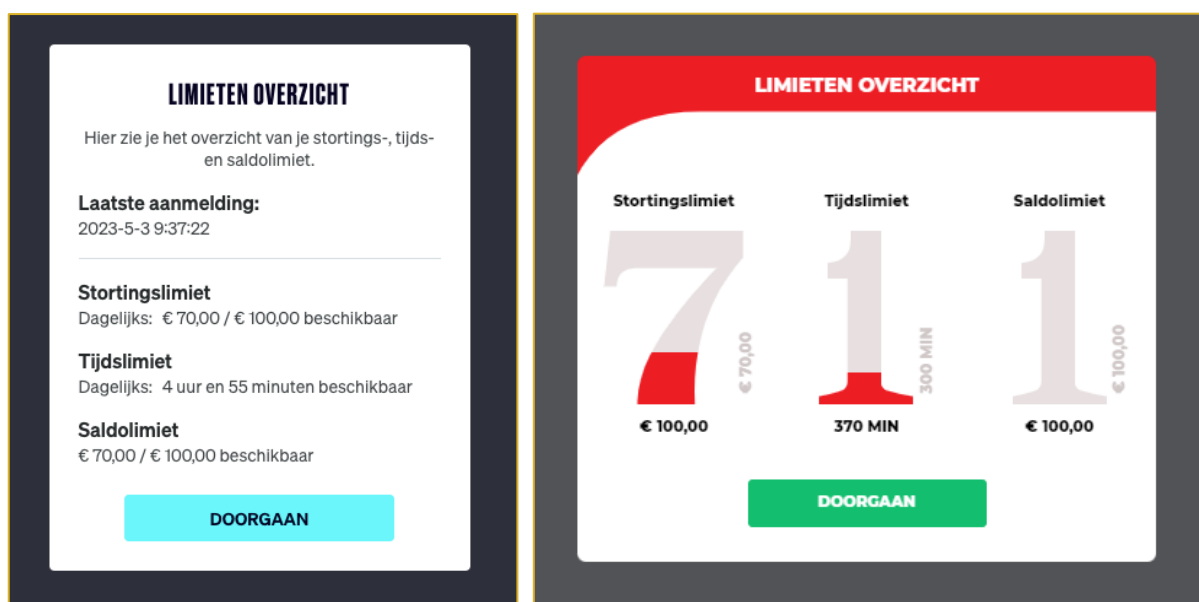 LIMIETEN OVERZICHT
Hier zie je het overzicht van je stortings-, tijds-
en saldolimiet.
Laatste aanmelding:
2023-5-3 9:37:22
Stortingslimiet
Dagelijks: € 70,00 / € 100,00 beschikbaar
Tijdslimiet
Dagelijks: 4 uur en 55 minuten beschikbaar
Saldolimiet
€ 70,00 / € 100,00 beschikbaar
DOORGAAN
LIMIETEN OVERZICHT
Stortingslimiet
7
€ 70,00
€ 100,00
Tijdslimiet
1
300 MIN
370 MIN
Saldolimiet
1
€ 100,00
€ 100,00
DOORGAAN